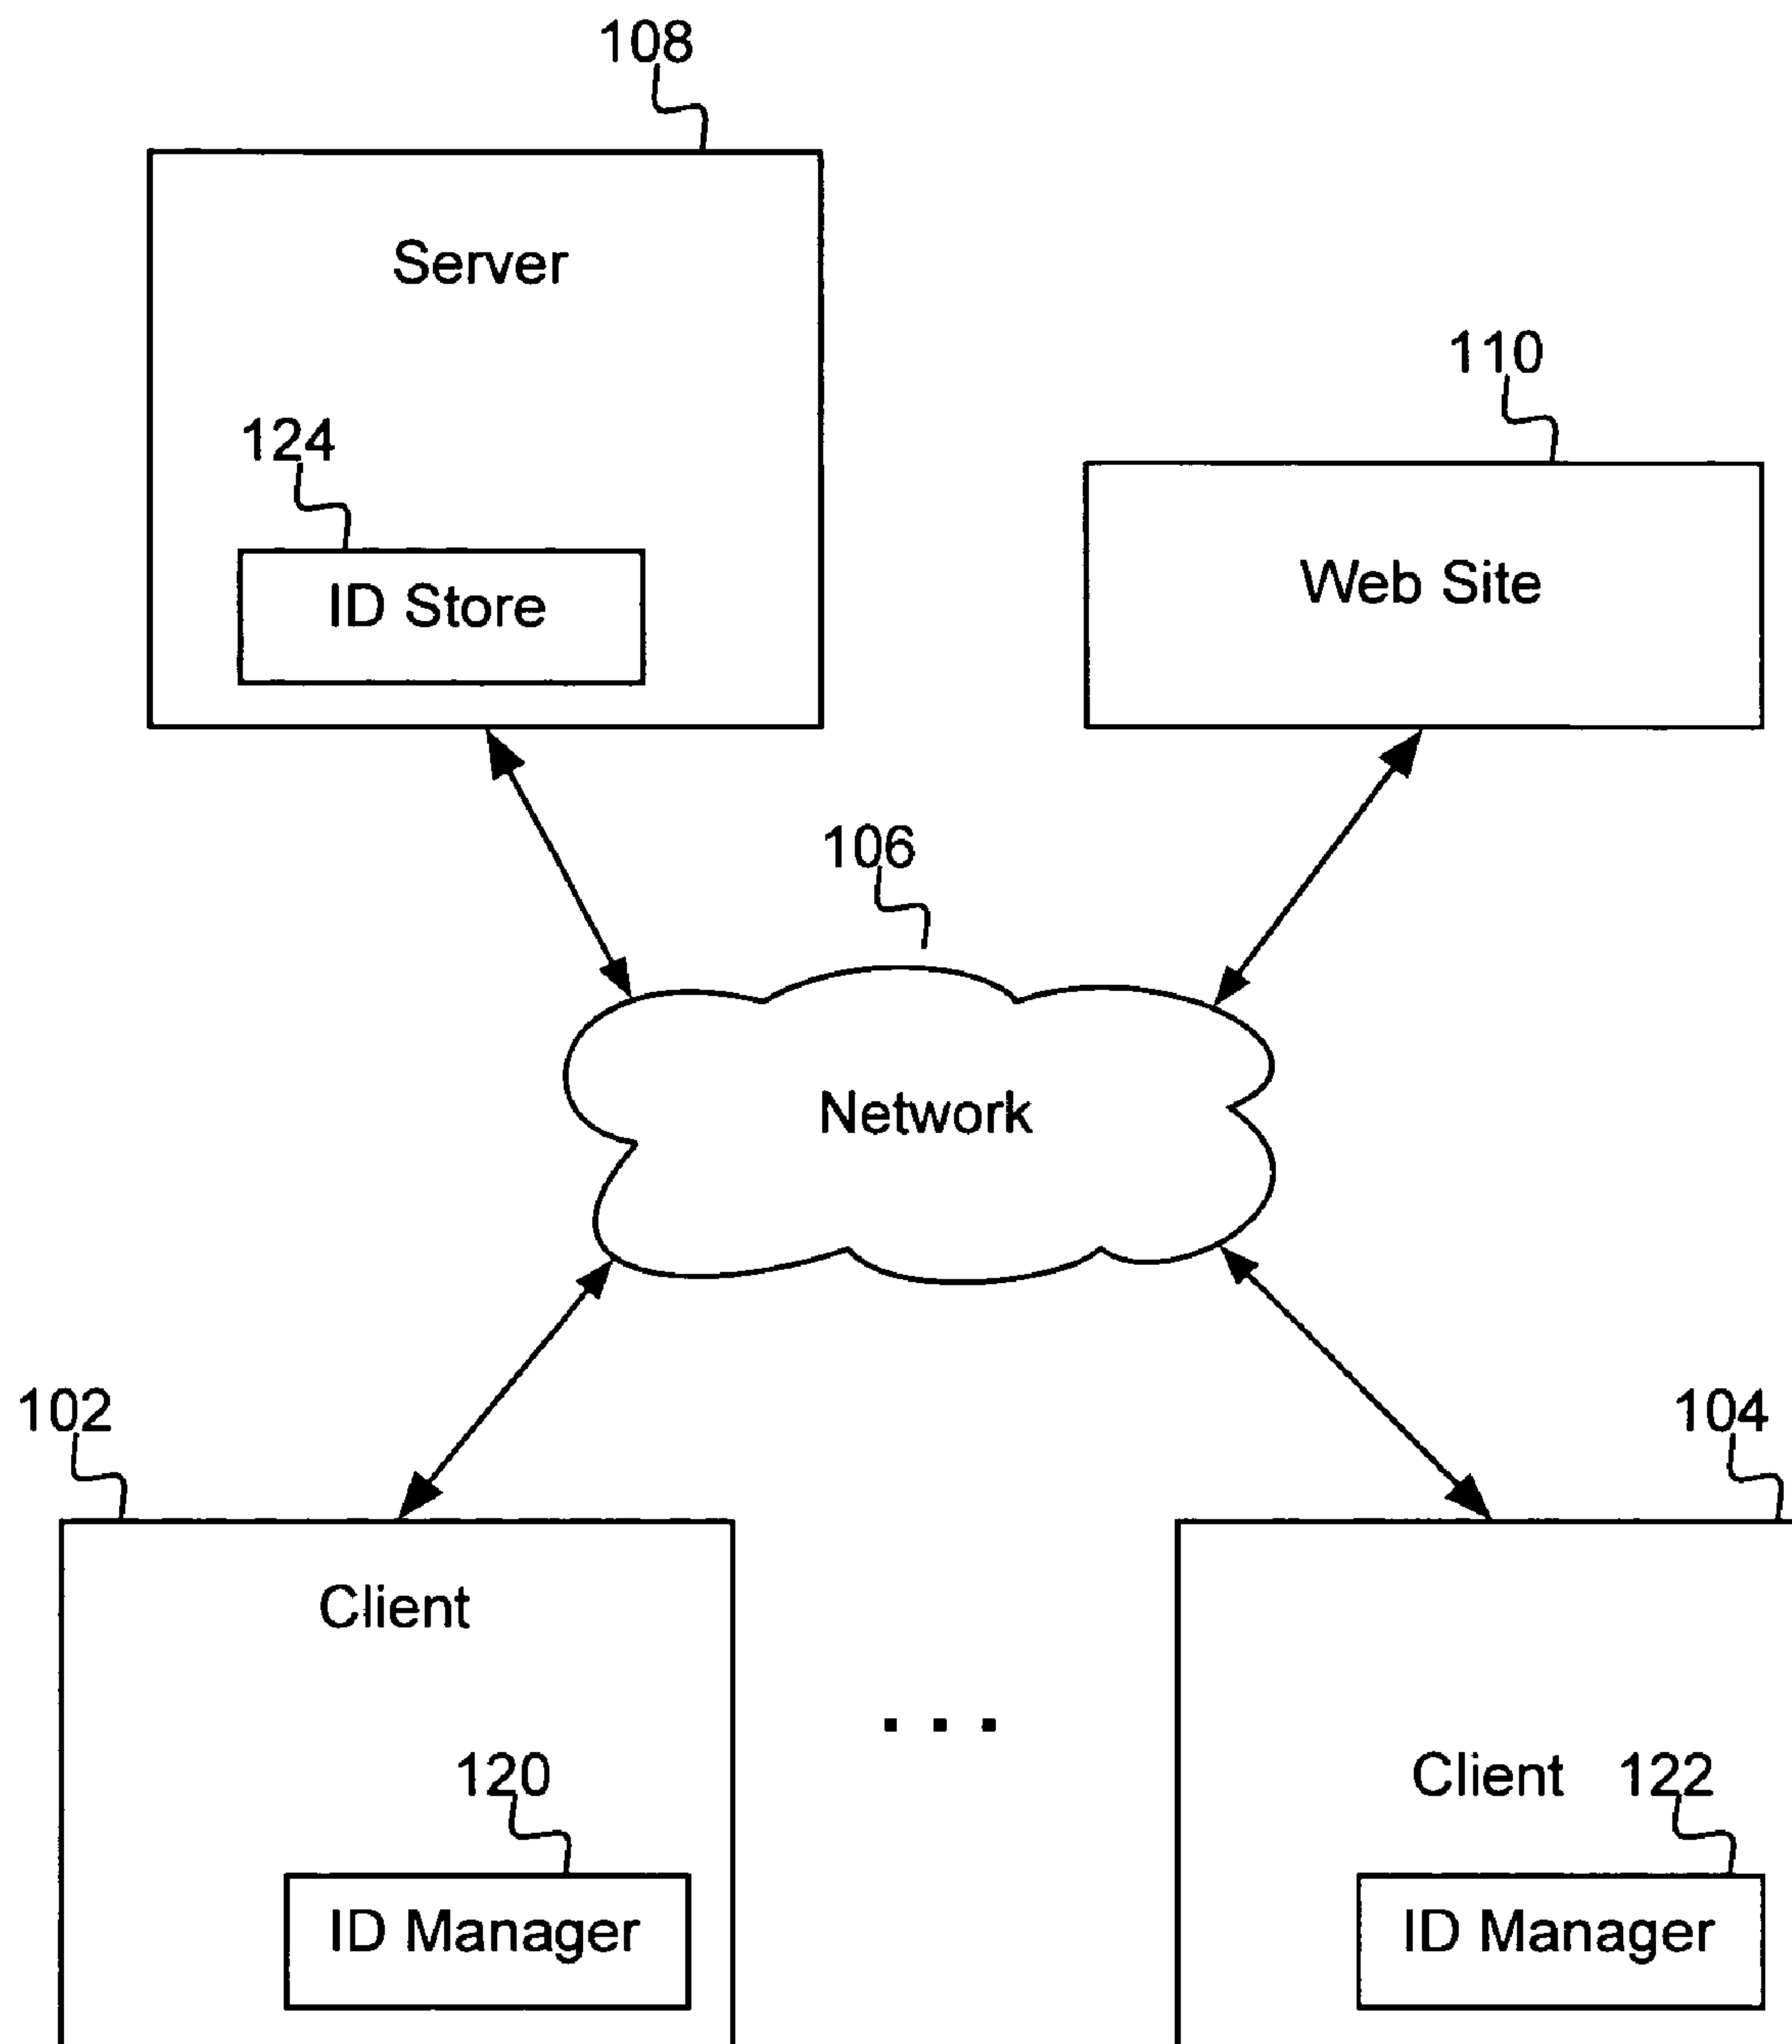 108
Server
110
124
ID Store
Web Site
106
Network
102
104
Client
. . .
120
Client 122
ID Manager
ID Manager